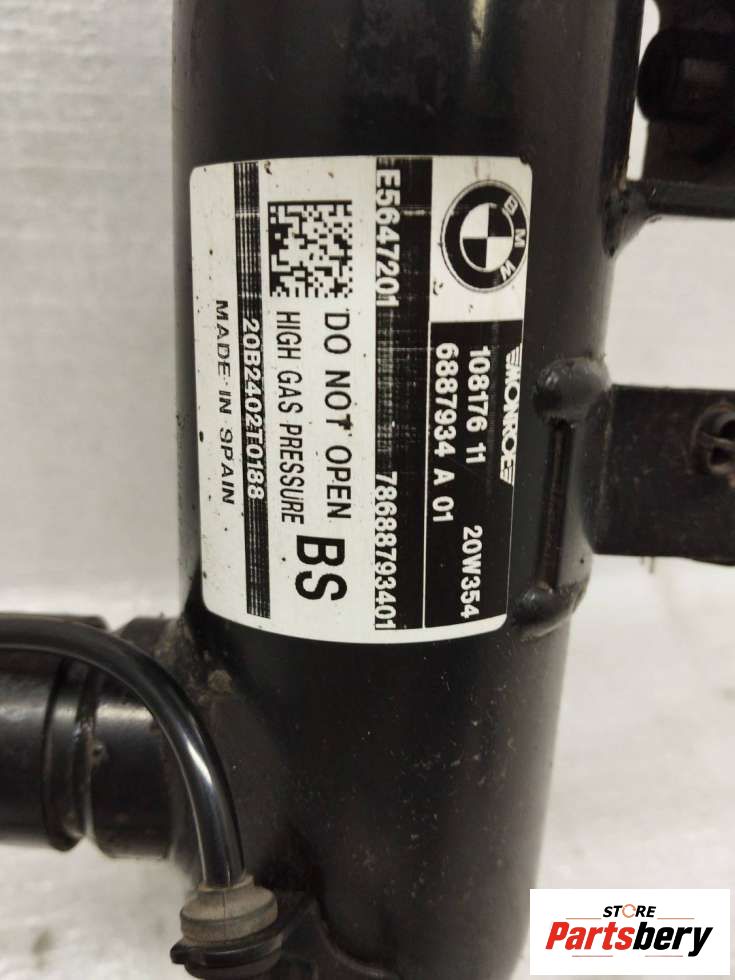 BMW
MONROE
108176 11 20W354
6887934 A 01
E5647201 78688793401
DO NOT OPEN
HIGH GAS PRESSURE
BS
20B2402T0188
MADE IN SPAIN
STORE
Partsbery